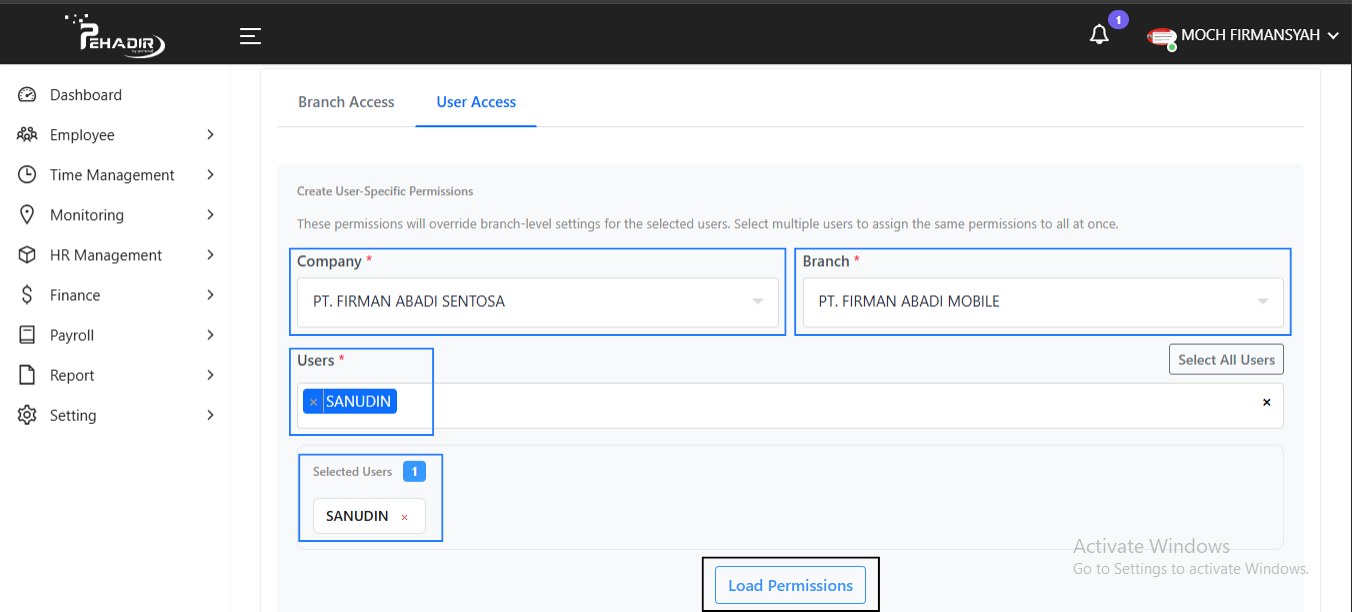 PEHADIR
1
MOCH FIRMANSYAH
Dashboard
Employee
Time Management
Monitoring
HR Management
Finance
Payroll
Report
Setting
Branch Access
User Access
Create User-Specific Permissions
These permissions will override branch-level settings for the selected users. Select multiple users to assign the same permissions to all at once.
Company *
PT. FIRMAN ABADI SENTOSA
Branch *
PT. FIRMAN ABADI MOBILE
Users *
Select All Users
× SANUDIN ×
Selected Users 1
SANUDIN ×
Load Permissions
Activate Windows
Go to Settings to activate Windows.